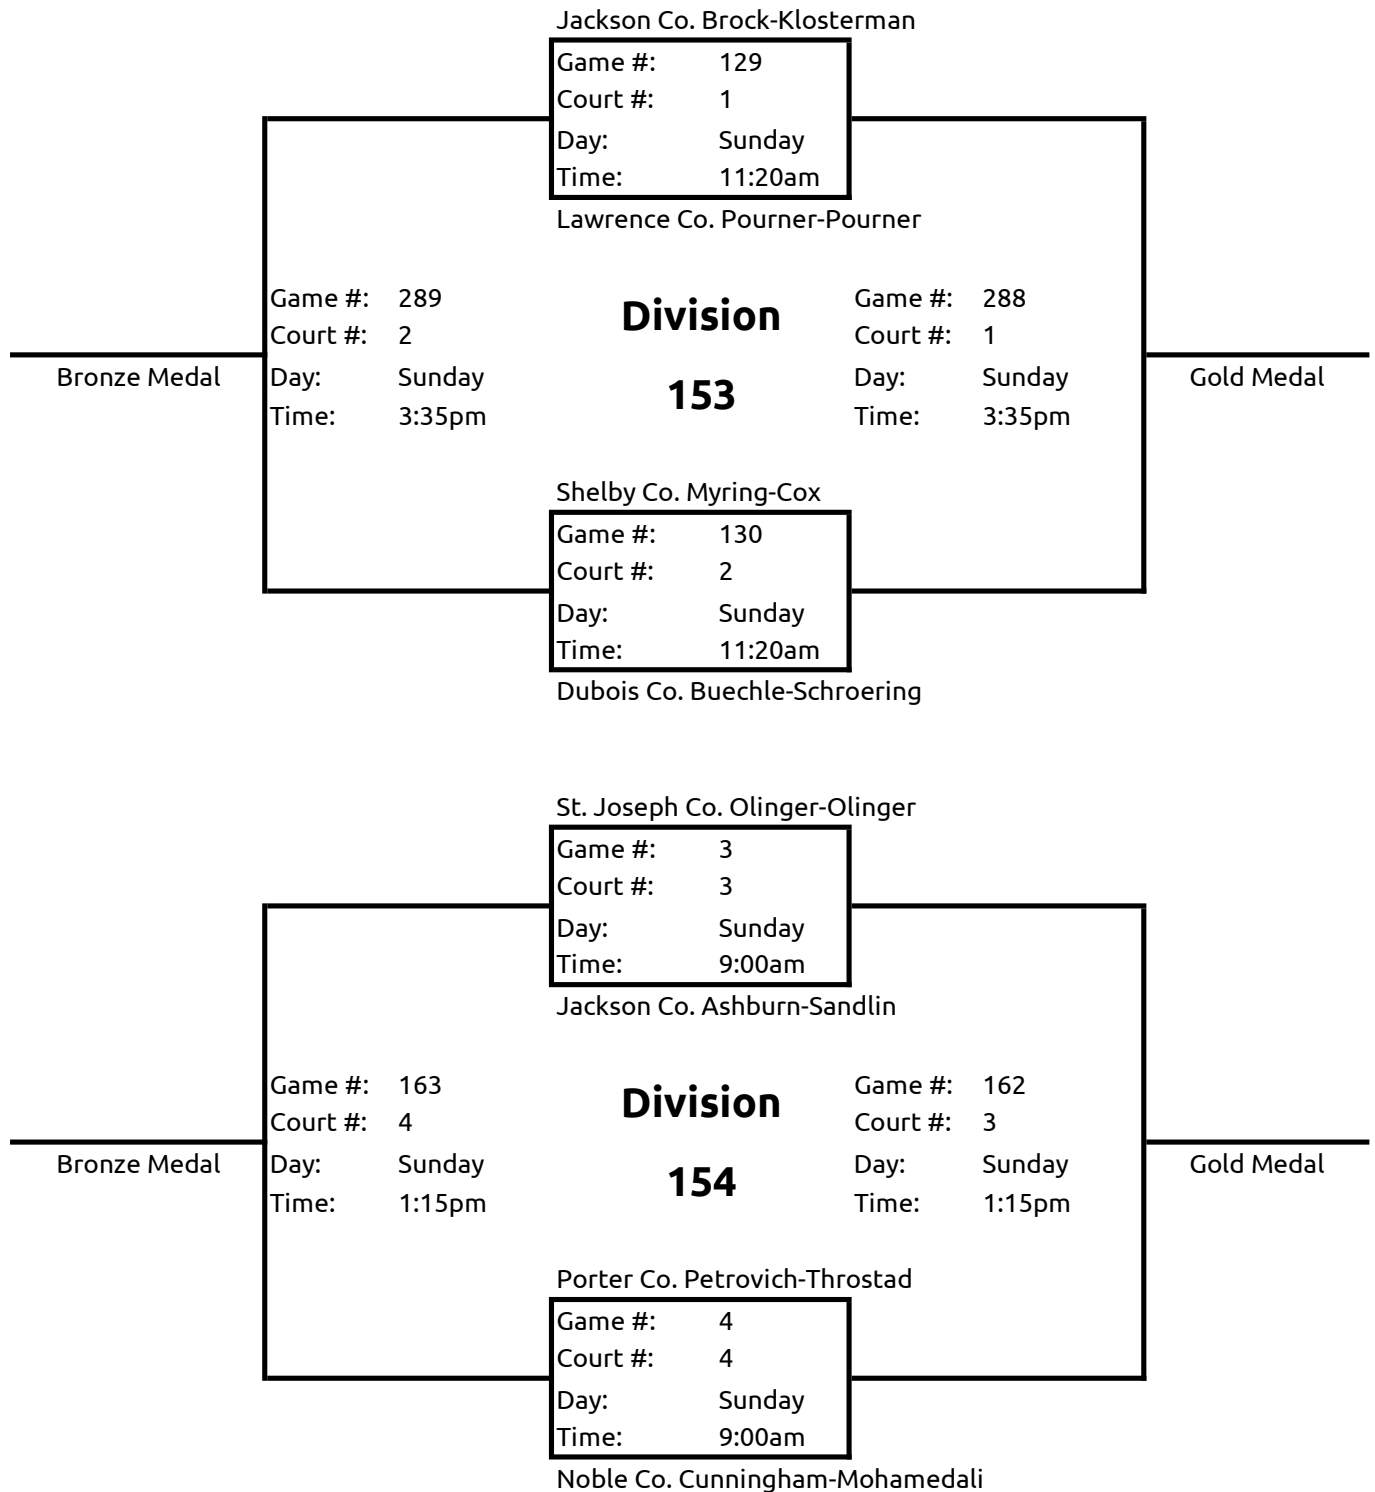 Jackson Co. Brock-Klosterman
Game #: 129
Court #: 1
Day: Sunday
Time: 11:20am
Lawrence Co. Pourner-Pourner
Game #: 289 Division Game #: 288
Court #: 2 Court #: 1
Bronze Medal Day: Sunday 153 Day: Sunday Gold Medal
Time: 3:35pm Time: 3:35pm
Shelby Co. Myring-Cox
Game #: 130
Court #: 2
Day: Sunday
Time: 11:20am
Dubois Co. Buechle-Schroering
St. Joseph Co. Olinger-Olinger
Game #: 3
Court #: 3
Day: Sunday
Time: 9:00am
Jackson Co. Ashburn-Sandlin
Game #: 163 Division Game #: 162
Court #: 4 Court #: 3
Bronze Medal Day: Sunday 154 Day: Sunday Gold Medal
Time: 1:15pm Time: 1:15pm
Porter Co. Petrovich-Throstad
Game #: 4
Court #: 4
Day: Sunday
Time: 9:00am
Noble Co. Cunningham-Mohamedali